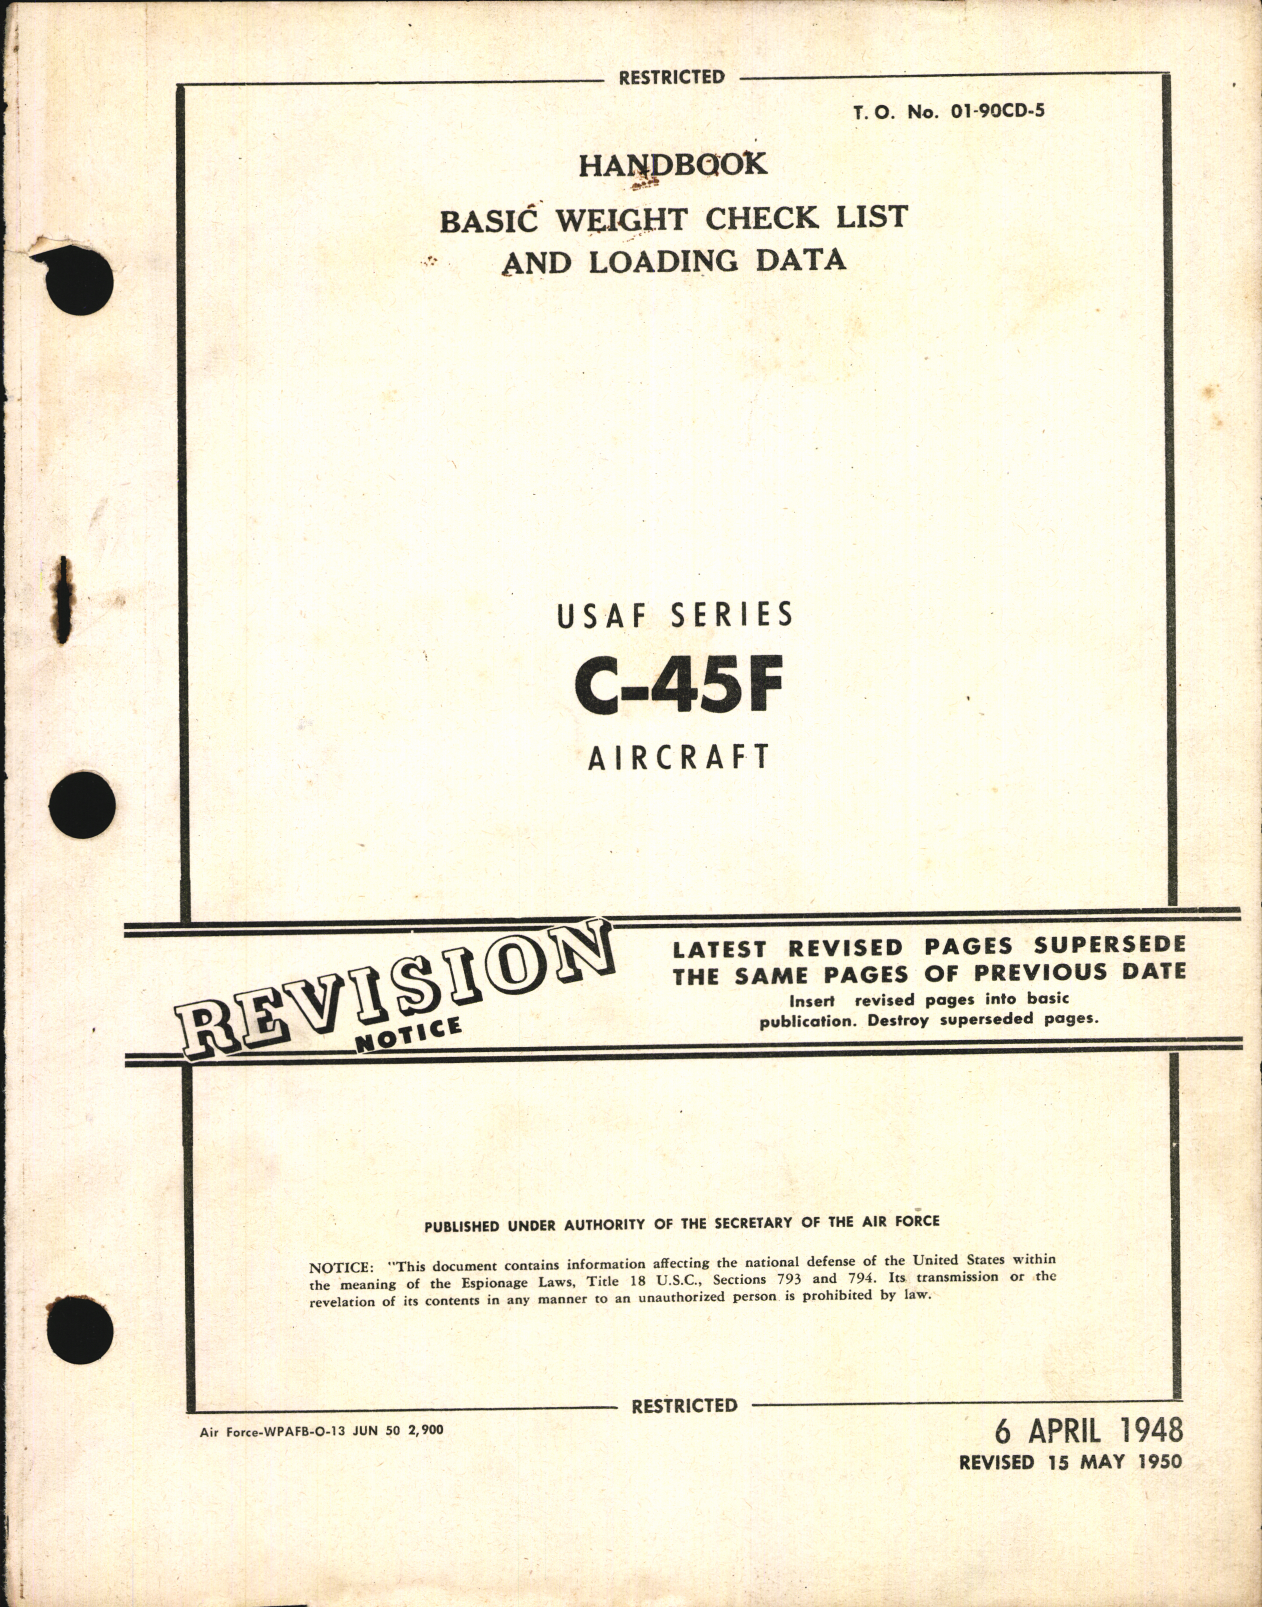 RESTRICTED
T. O. No. 01-90CD-5
HANDBOOK
BASIC WEIGHT CHECK LIST
AND LOADING DATA
USAF SERIES
C-45F
AIRCRAFT
REVISION
NOTICE
LATEST REVISED PAGES SUPERSEDE
THE SAME PAGES OF PREVIOUS DATE
Insert revised pages into basic
publication. Destroy superseded pages.
PUBLISHED UNDER AUTHORITY OF THE SECRETARY OF THE AIR FORCE
NOTICE: "This document contains information affecting the national defense of the United States within
the meaning of the Espionage Laws, Title 18 U.S.C., Sections 793 and 794. Its transmission or the
revelation of its contents in any manner to an unauthorized person is prohibited by law.
RESTRICTED
Air Force-WPAFB-O-13 JUN 50 2,900
6 APRIL 1948
REVISED 15 MAY 1950